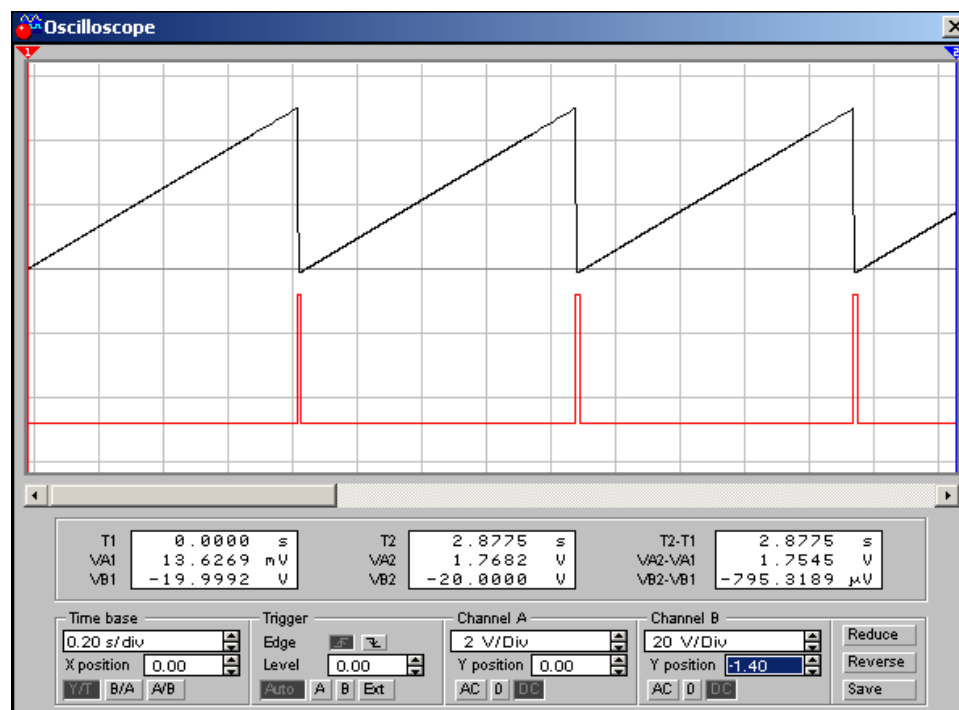 Oscilloscope
1 2
T1 0.0000 s
VA1 13.6269 mV
VB1 -19.9992 V
T2 2.8775 s
VA2 1.7682 V
VB2 -20.0000 V
T2-T1 2.8775 s
VA2-VA1 1.7545 V
VB2-VB1 -795.3189 μV
Time base
0.20 s/div
X position 0.00
Y/T B/A A/B
Trigger
Edge
Level 0.00
Auto A B Ext
Channel A
2 V/Div
Y position 0.00
AC 0 DC
Channel B
20 V/Div
Y position -1.40
AC 0 DC
Reduce
Reverse
Save